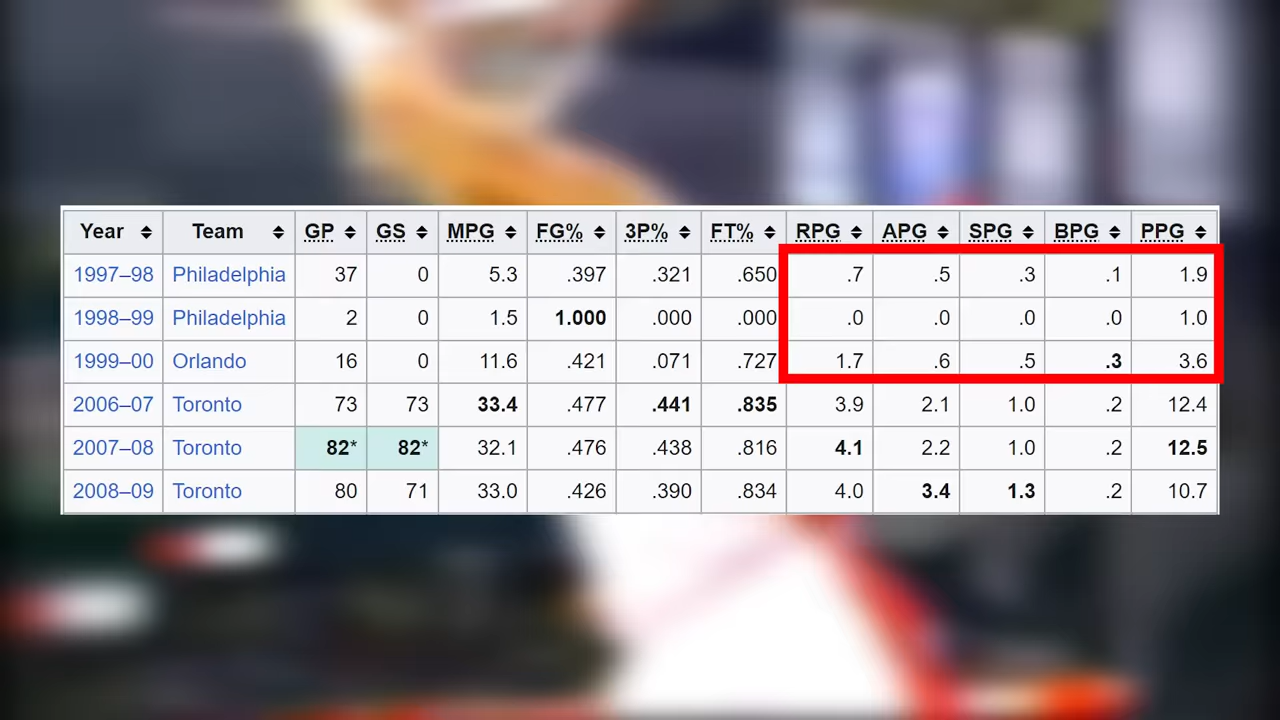 Year Team GP GS MPG FG% 3P% FT% RPG APG SPG BPG PPG
1997–98 Philadelphia 37 0 5.3 .397 .321 .650 .7 .5 .3 .1 1.9
1998–99 Philadelphia 2 0 1.5 1.000 .000 .000 .0 .0 .0 .0 1.0
1999–00 Orlando 16 0 11.6 .421 .071 .727 1.7 .6 .5 .3 3.6
2006–07 Toronto 73 73 33.4 .477 .441 .835 3.9 2.1 1.0 .2 12.4
2007–08 Toronto 82* 82* 32.1 .476 .438 .816 4.1 2.2 1.0 .2 12.5
2008–09 Toronto 80 71 33.0 .426 .390 .834 4.0 3.4 1.3 .2 10.7